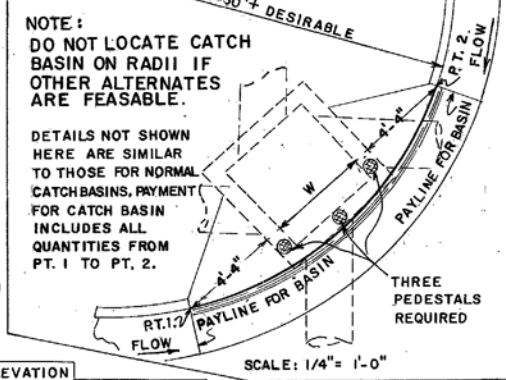 NOTE:
DO NOT LOCATE CATCH
BASIN ON RADII IF
OTHER ALTERNATES
ARE FEASABLE.
DETAILS NOT SHOWN
HERE ARE SIMILAR
TO THOSE FOR NORMAL
CATCHBASINS, PAYMENT
FOR CATCH BASIN
INCLUDES ALL
QUANTITIES FROM
PT. 1 TO PT. 2.
DESIRABLE
PT. 2.
FLOW
4'-4"
W
4'-4"
PAYLINE FOR BASIN
PAYLINE FOR BASIN
THREE
PEDESTALS
REQUIRED
PT. 1.
FLOW
SCALE: 1/4"= 1'-0"
EVATION